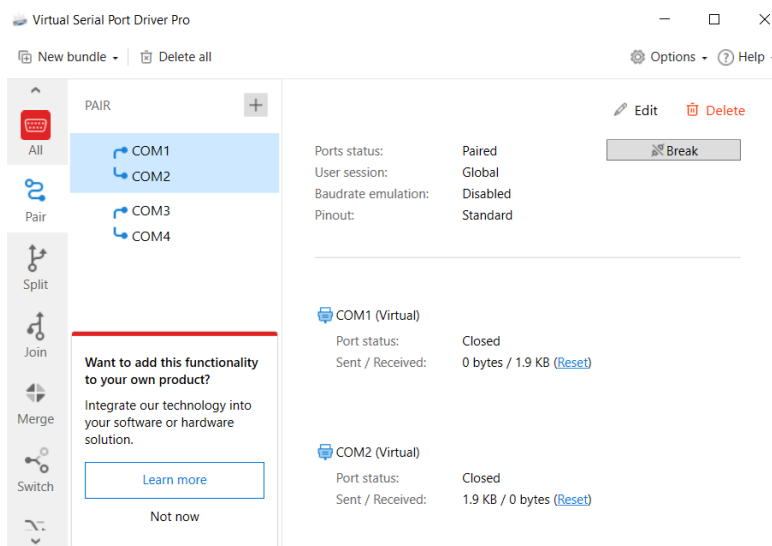 Virtual Serial Port Driver Pro
New bundle
Delete all
Options
Help
All
Pair
Split
Join
Merge
Switch
PAIR
COM1
COM2
COM3
COM4
Want to add this functionality
to your own product?
Integrate our technology into
your software or hardware
solution.
Learn more
Not now
Edit
Delete
Ports status: Paired
Break
User session: Global
Baudrate emulation: Disabled
Pinout: Standard
COM1 (Virtual)
Port status: Closed
Sent / Received: 0 bytes / 1.9 KB (Reset)
COM2 (Virtual)
Port status: Closed
Sent / Received: 1.9 KB / 0 bytes (Reset)